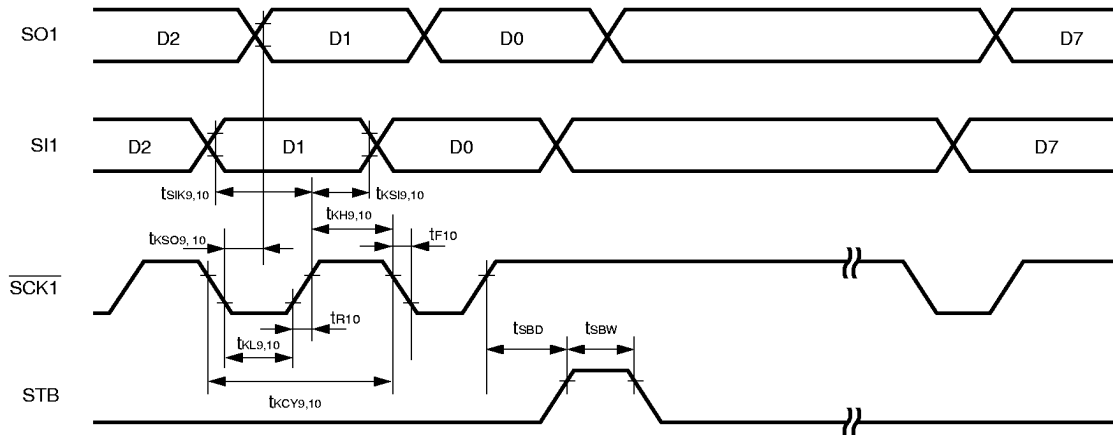 SO1
D2
D1
D0
D7
SI1
D2
D1
D0
D7
tSIK9,10
tKSI9,10
tKH9,10
tKSO9, 10
tF10
SCK1
tR10
tSBD
tSBW
tKL9,10
STB
tKCY9,10